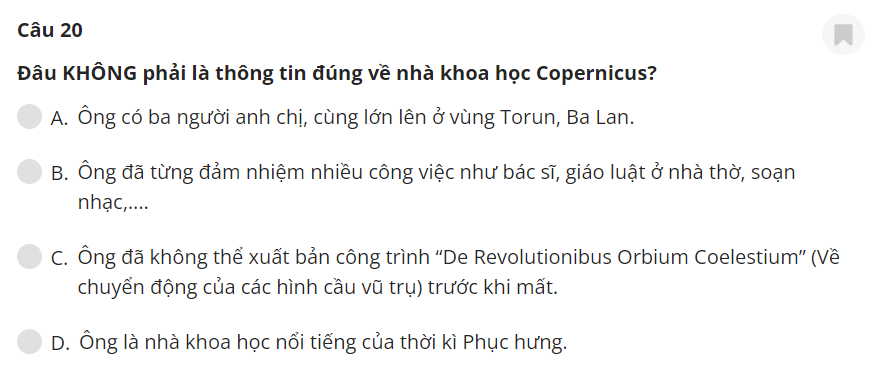 Câu 20
Đâu KHÔNG phải là thông tin đúng về nhà khoa học Copernicus?
A. Ông có ba người anh chị, cùng lớn lên ở vùng Torun, Ba Lan.
B. Ông đã từng đảm nhiệm nhiều công việc như bác sĩ, giáo luật ở nhà thờ, soạn
nhạc,....
C. Ông đã không thể xuất bản công trình “De Revolutionibus Orbium Coelestium” (Về
chuyển động của các hình cầu vũ trụ) trước khi mất.
D. Ông là nhà khoa học nổi tiếng của thời kì Phục hưng.